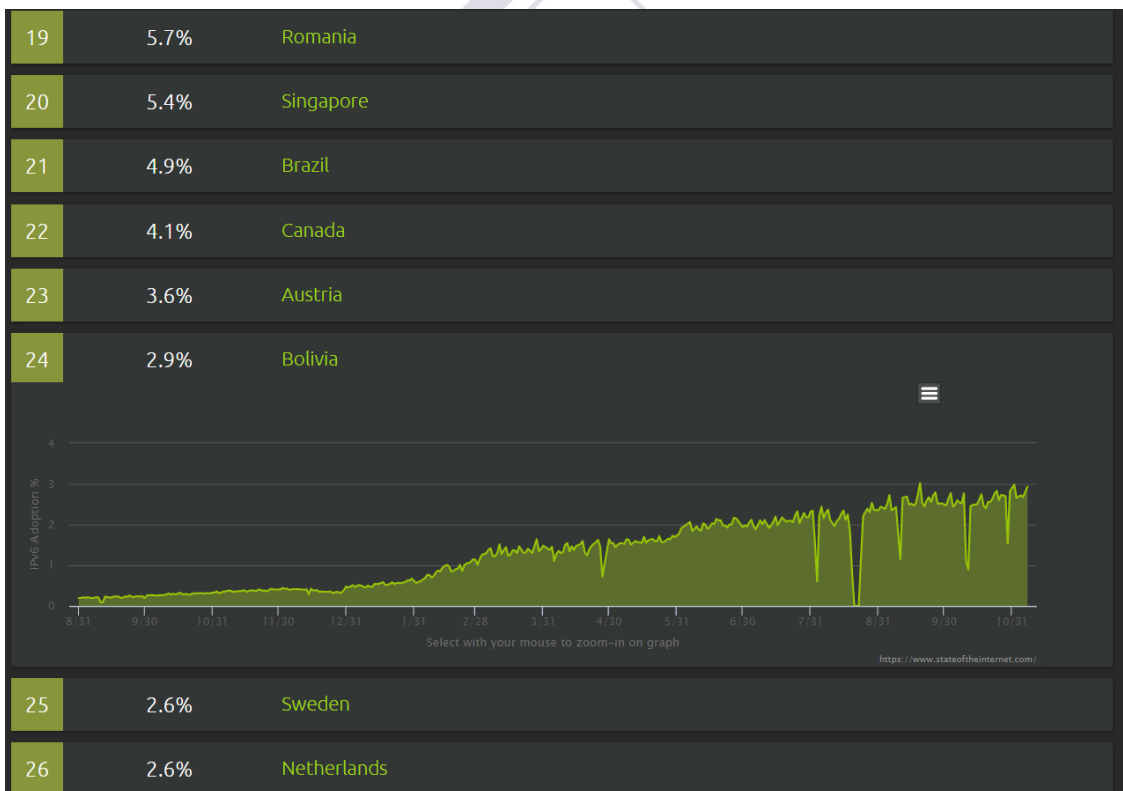 19 5.7% Romania
20 5.4% Singapore
21 4.9% Brazil
22 4.1% Canada
23 3.6% Austria
24 2.9% Bolivia
4
3
2
1
0
IPv6 Adoption %
8/31 9/30 10/31 11/30 12/31 1/31 2/28 3/31 4/30 5/31 6/30 7/31 8/31 9/30 10/31
Select with your mouse to zoom-in on graph
https://www.stateoftheinternet.com/
25 2.6% Sweden
26 2.6% Netherlands